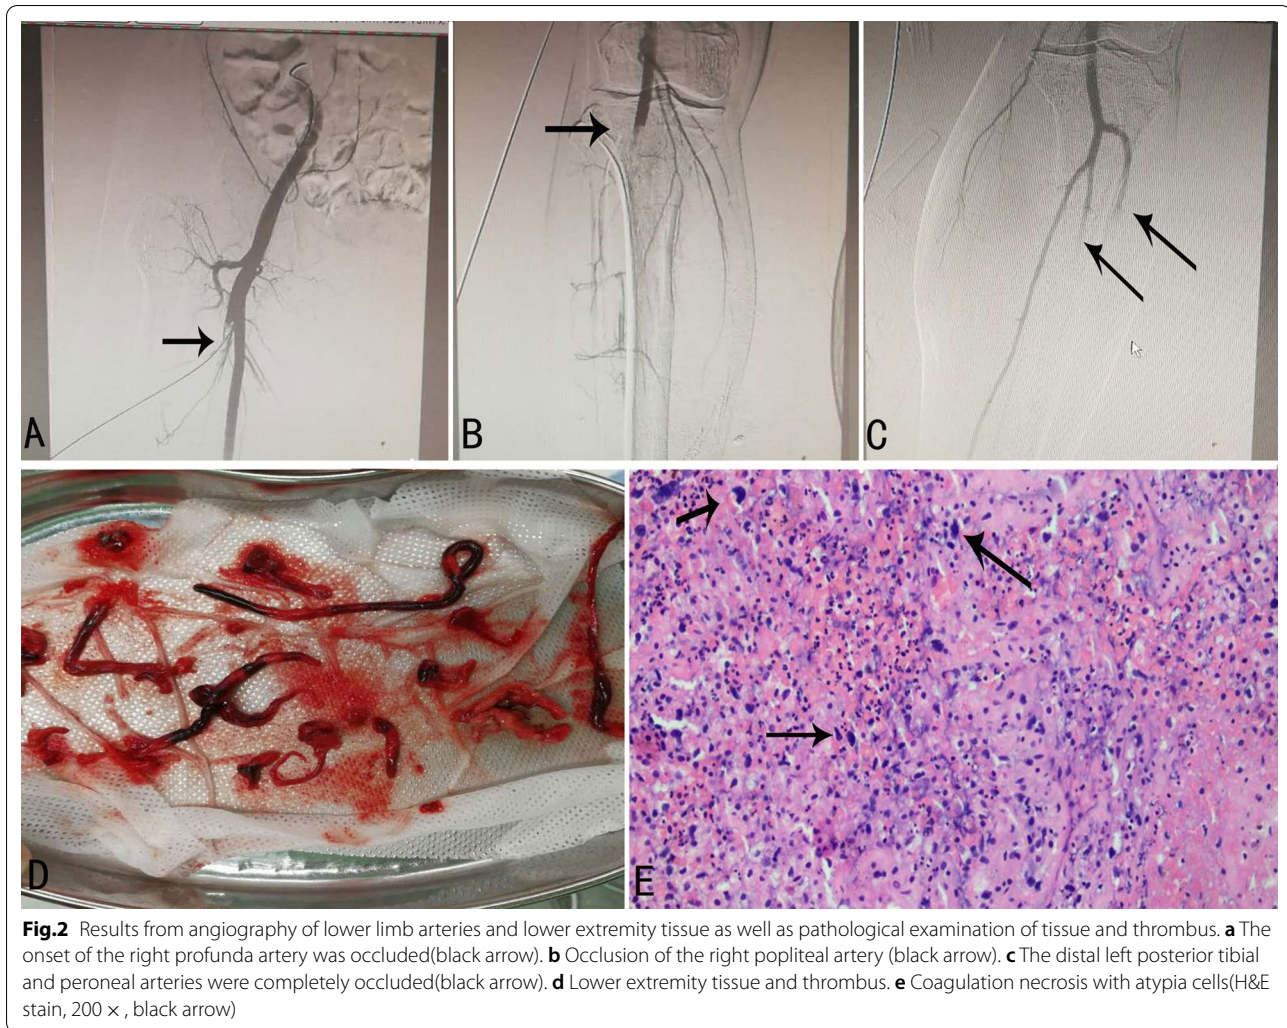 A
B
C
D
E
Fig.2 Results from angiography of lower limb arteries and lower extremity tissue as well as pathological examination of tissue and thrombus. a The
onset of the right profunda artery was occluded(black arrow). b Occlusion of the right popliteal artery (black arrow). c The distal left posterior tibial
and peroneal arteries were completely occluded(black arrow). d Lower extremity tissue and thrombus. e Coagulation necrosis with atypia cells(H&E
stain, 200 × , black arrow)